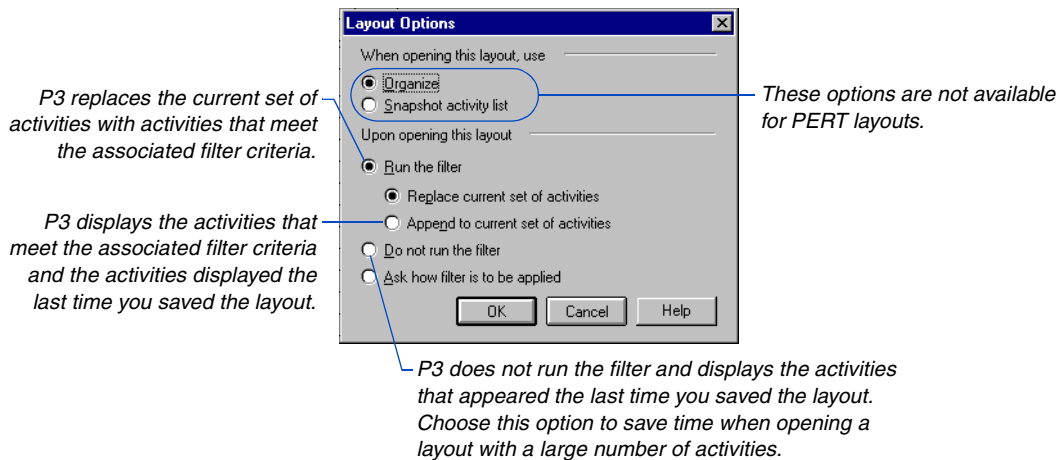 Layout Options
When opening this layout, use
Organize
Snapshot activity list
Upon opening this layout
Run the filter
Replace current set of activities
Append to current set of activities
Do not run the filter
Ask how filter is to be applied
OK Cancel Help
P3 replaces the current set of
activities with activities that meet
the associated filter criteria.
P3 displays the activities that
meet the associated filter criteria
and the activities displayed the
last time you saved the layout.
These options are not available
for PERT layouts.
P3 does not run the filter and displays the activities
that appeared the last time you saved the layout.
Choose this option to save time when opening a
layout with a large number of activities.